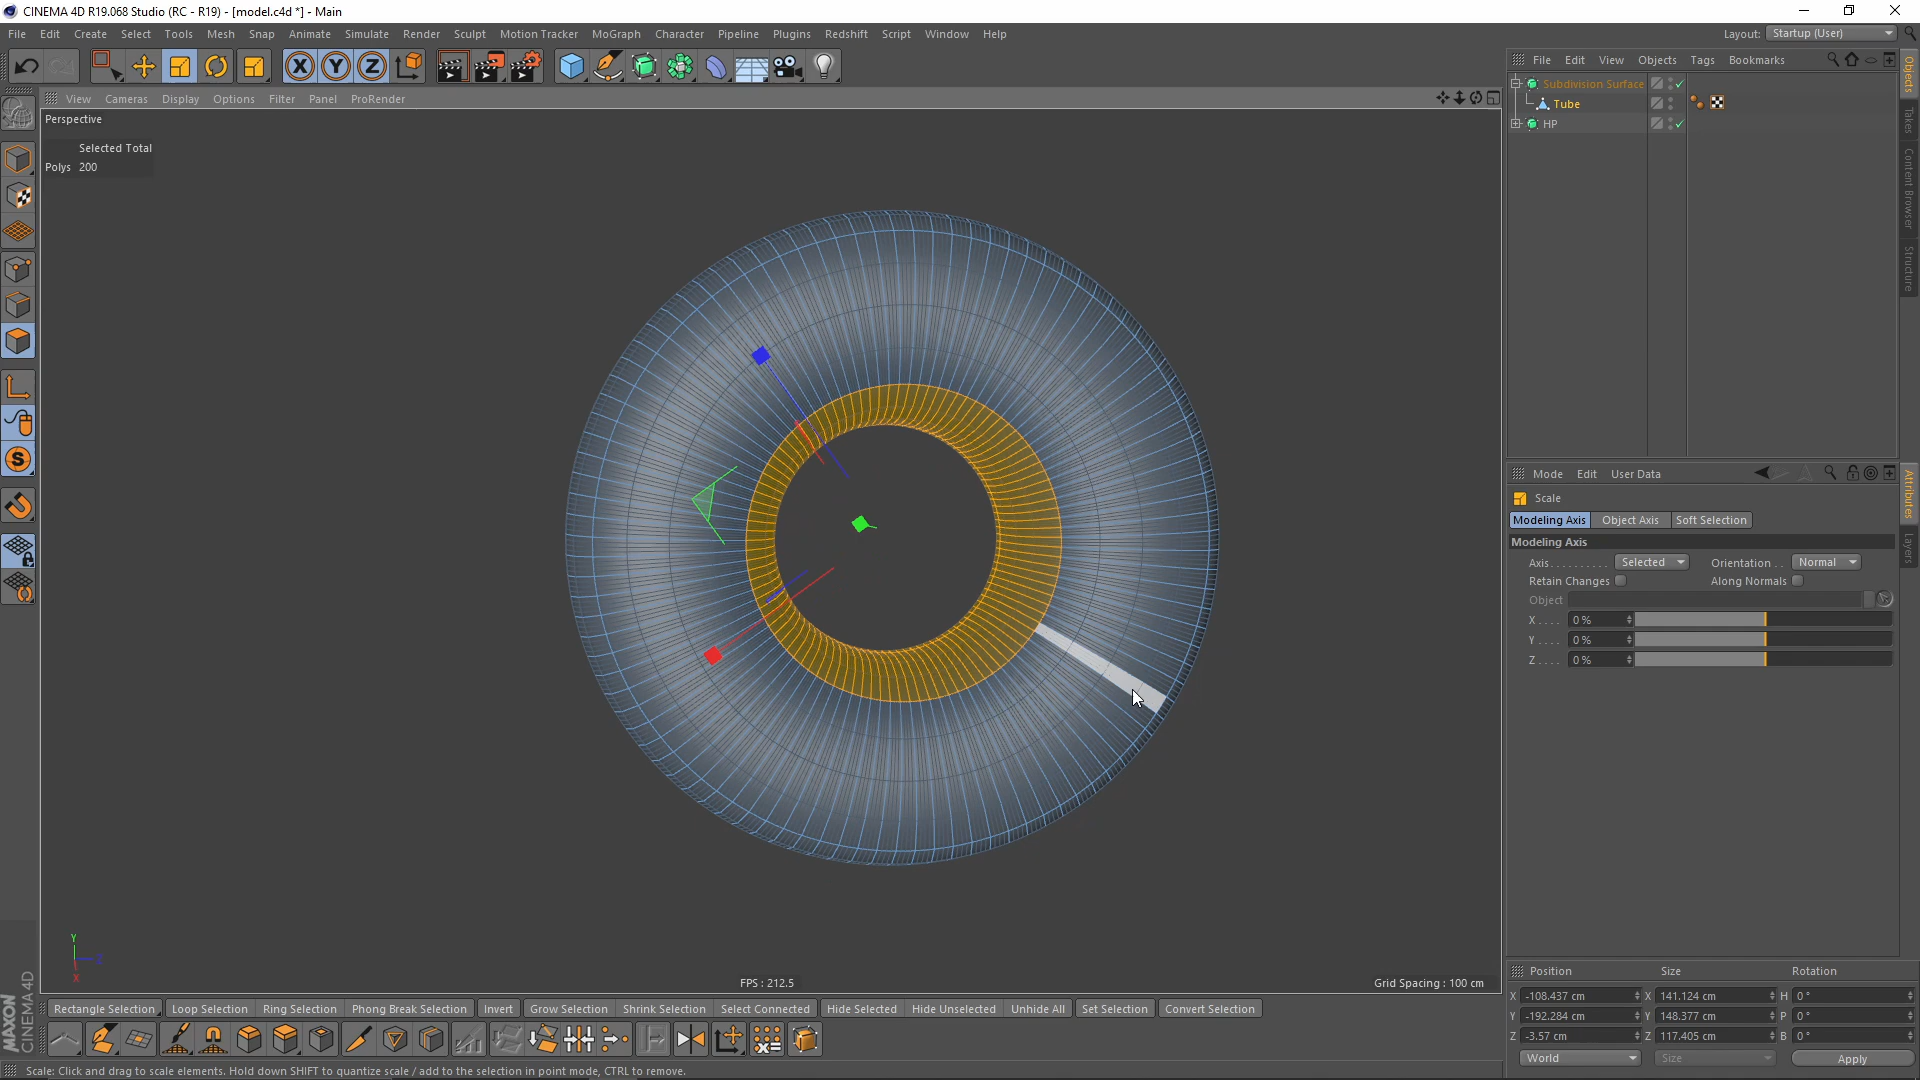 CINEMA 4D R19.068 Studio (RC - R19) - [model.c4d *] - Main
File Edit Create Select Tools Mesh Snap Animate Simulate Render Sculpt Motion Tracker MoGraph Character Pipeline Plugins Redshift Script Window Help
Layout: Startup (User)
File Edit View Objects Tags Bookmarks
Subdivision Surface
Tube
HP
View Cameras Display Options Filter Panel ProRender
Perspective
Selected Total
Polys 200
FPS : 212.5
Grid Spacing : 100 cm
Y
Z
X
Objects
Takes
Content Browser
Structure
Mode Edit User Data
Scale
Modeling Axis Object Axis Soft Selection
Modeling Axis
Axis.......... Selected Orientation .. Normal
Retain Changes Along Normals
Object
X.... 0 %
Y.... 0 %
Z.... 0 %
Attributes
Layers
Position Size Rotation
X -108.437 cm X 141.124 cm H 0 °
Y -192.284 cm Y 148.377 cm P 0 °
Z -3.57 cm Z 117.405 cm B 0 °
World Size Apply
Rectangle Selection Loop Selection Ring Selection Phong Break Selection Invert Grow Selection Shrink Selection Select Connected Hide Selected Hide Unselected Unhide All Set Selection Convert Selection
MAXON
CINEMA 4D
Scale: Click and drag to scale elements. Hold down SHIFT to quantize scale / add to the selection in point mode, CTRL to remove.